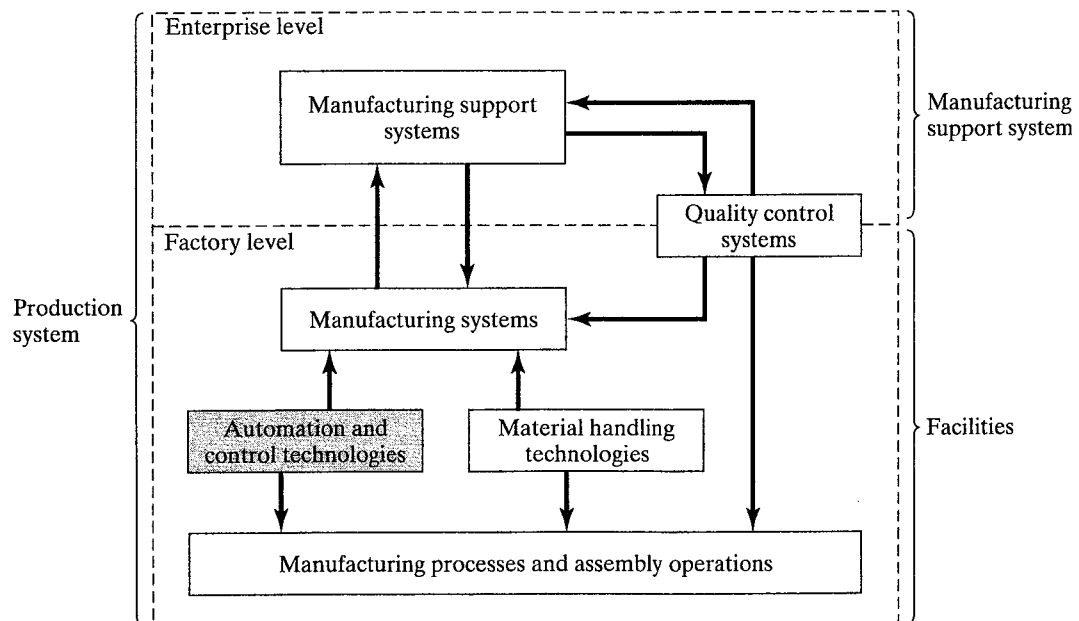 Enterprise level
Manufacturing support
systems
Manufacturing
support system
Quality control
systems
Factory level
Production
system
Manufacturing systems
Automation and
control technologies
Material handling
technologies
Facilities
Manufacturing processes and assembly operations